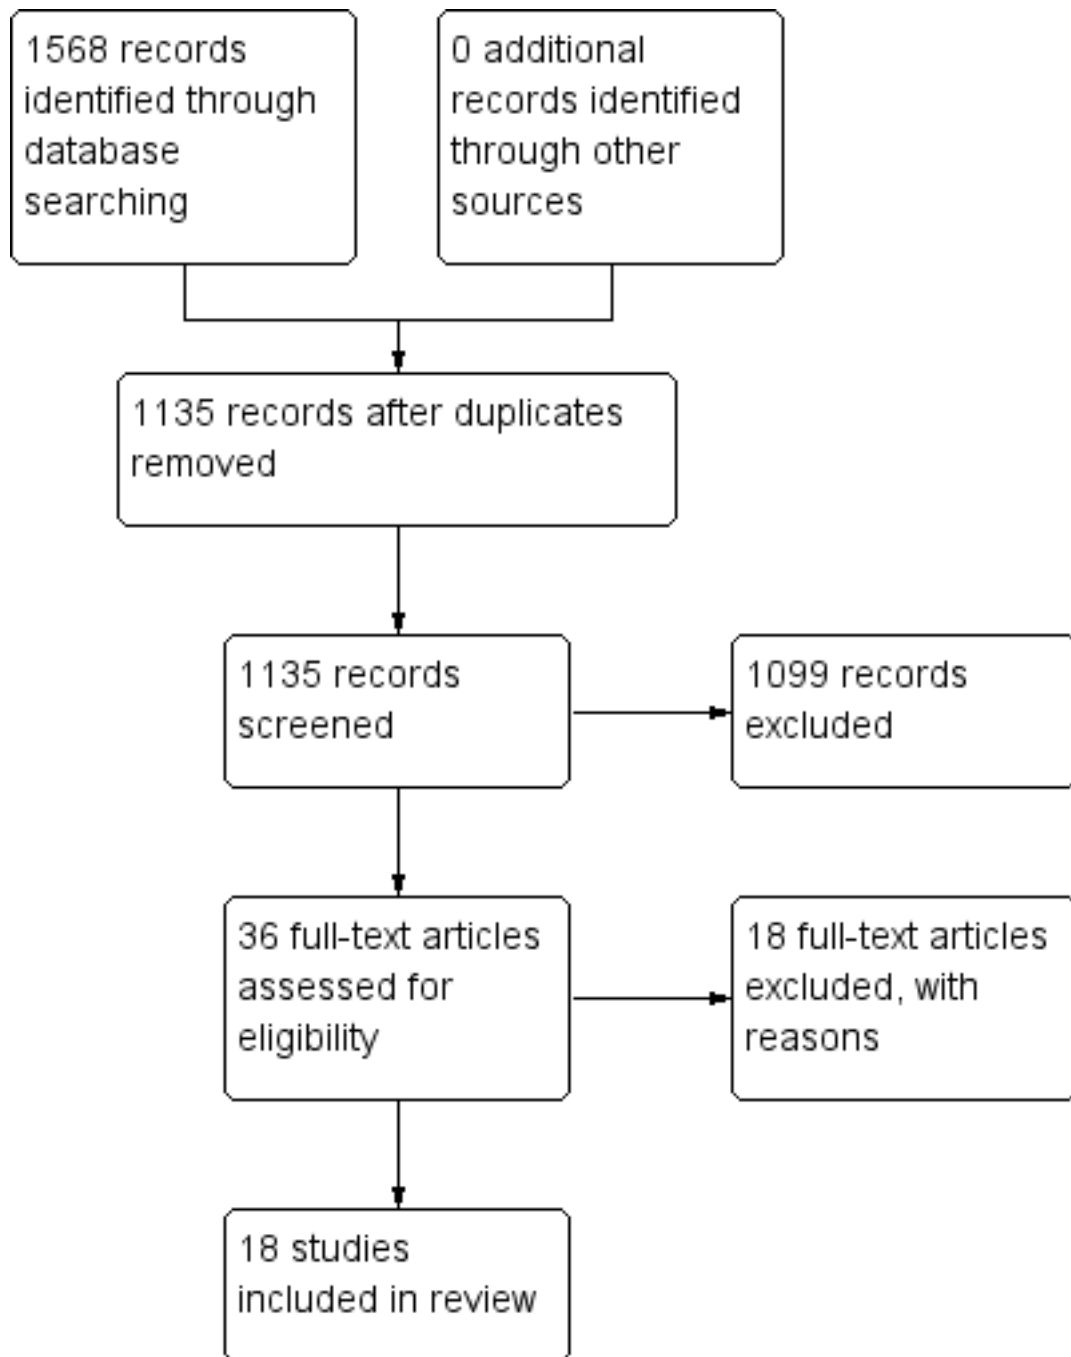 1568 records
identified through
database
searching
0 additional
records identified
through other
sources
1135 records after duplicates
removed
1135 records
screened
1099 records
excluded
36 full-text articles
assessed for
eligibility
18 full-text articles
excluded, with
reasons
18 studies
included in review